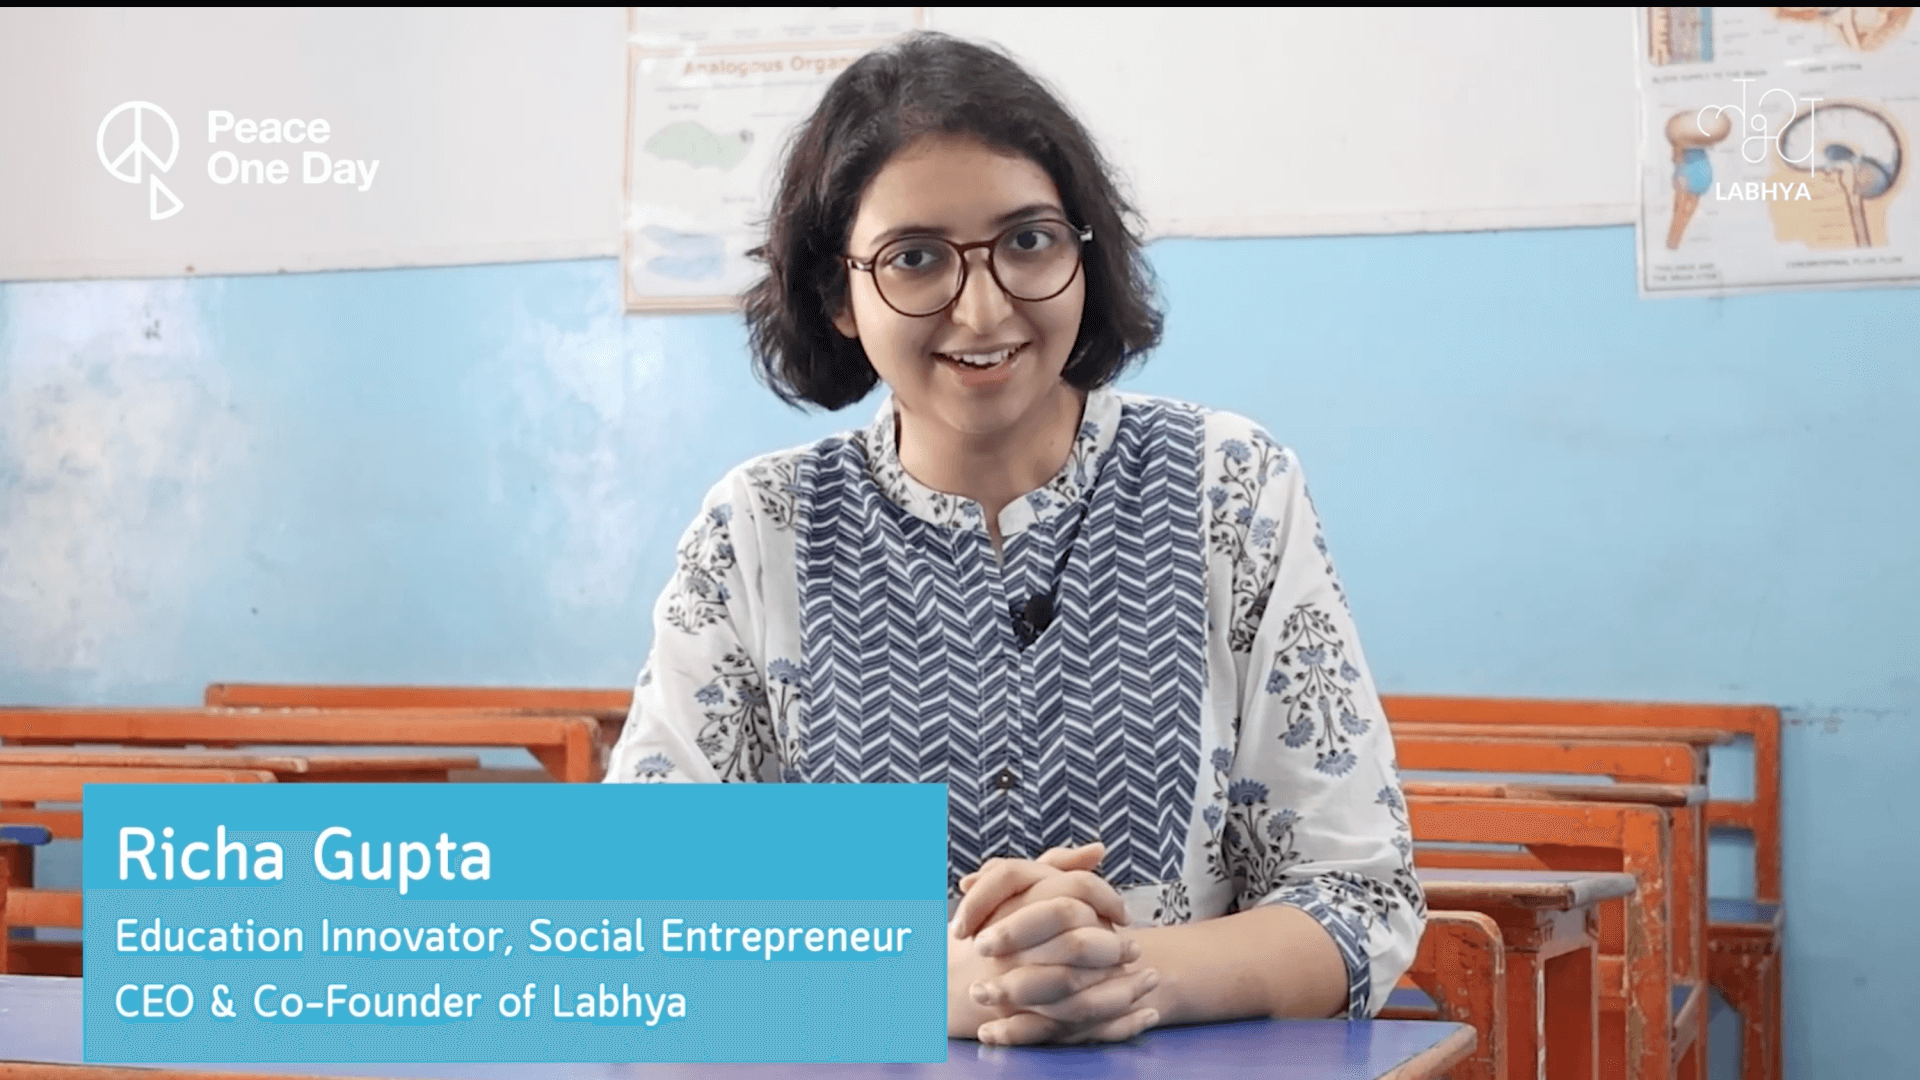 Analogous Organ
Peace
One Day
लभ्य
LABHYA
Richa Gupta
Education Innovator, Social Entrepreneur
CEO & Co-Founder of Labhya